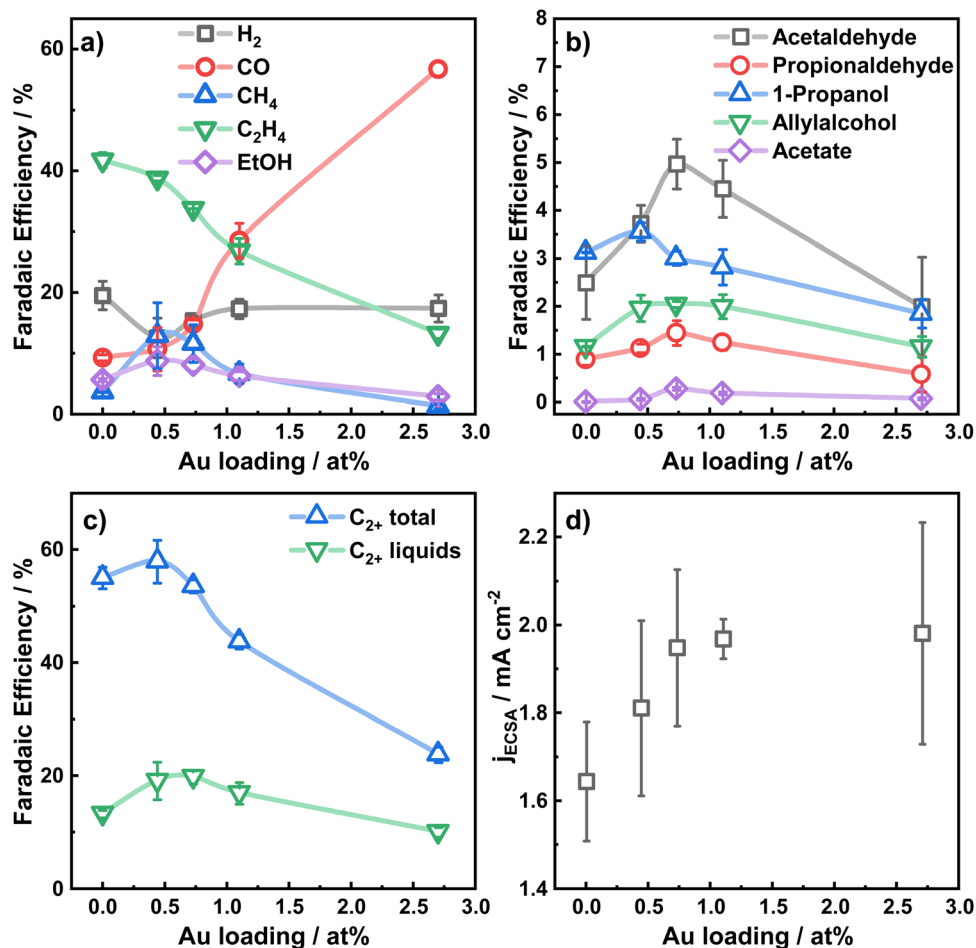 a)
H2
CO
CH4
C2H4
EtOH
60
40
20
0
Faradaic Efficiency / %
0.0 0.5 1.0 1.5 2.0 2.5 3.0
Au loading / at%
b)
Acetaldehyde
Propionaldehyde
1-Propanol
Allylalcohol
Acetate
8
7
6
5
4
3
2
1
0
Faradaic Efficiency / %
0.0 0.5 1.0 1.5 2.0 2.5 3.0
Au loading / at%
c)
C2+ total
C2+ liquids
60
40
20
0
Faradaic Efficiency / %
0.0 0.5 1.0 1.5 2.0 2.5 3.0
Au loading / at%
d)
2.2
2.0
1.8
1.6
1.4
jECSA / mA cm-2
0.0 0.5 1.0 1.5 2.0 2.5 3.0
Au loading / at%